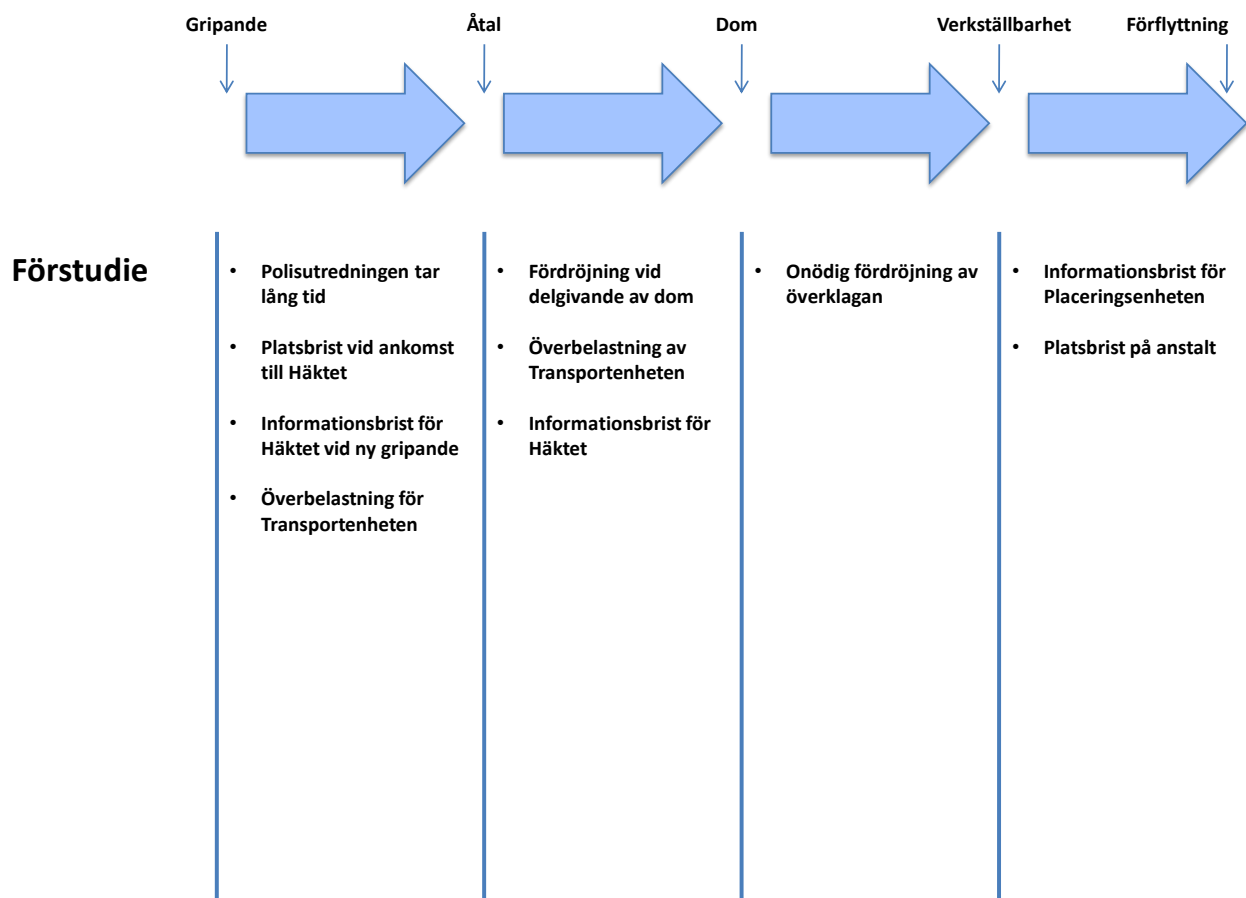 Gripande
Åtal
Dom
Verkställbarhet
Förflyttning
Förstudie
• Polisutredningen tar
lång tid
• Platsbrist vid ankomst
till Häktet
• Informationsbrist för
Häktet vid ny gripande
• Överbelastning för
Transportenheten
• Fördröjning vid
delgivande av dom
• Överbelastning av
Transportenheten
• Informationsbrist för
Häktet
• Onödig fördröjning av
överklagan
• Informationsbrist för
Placeringsenheten
• Platsbrist på anstalt